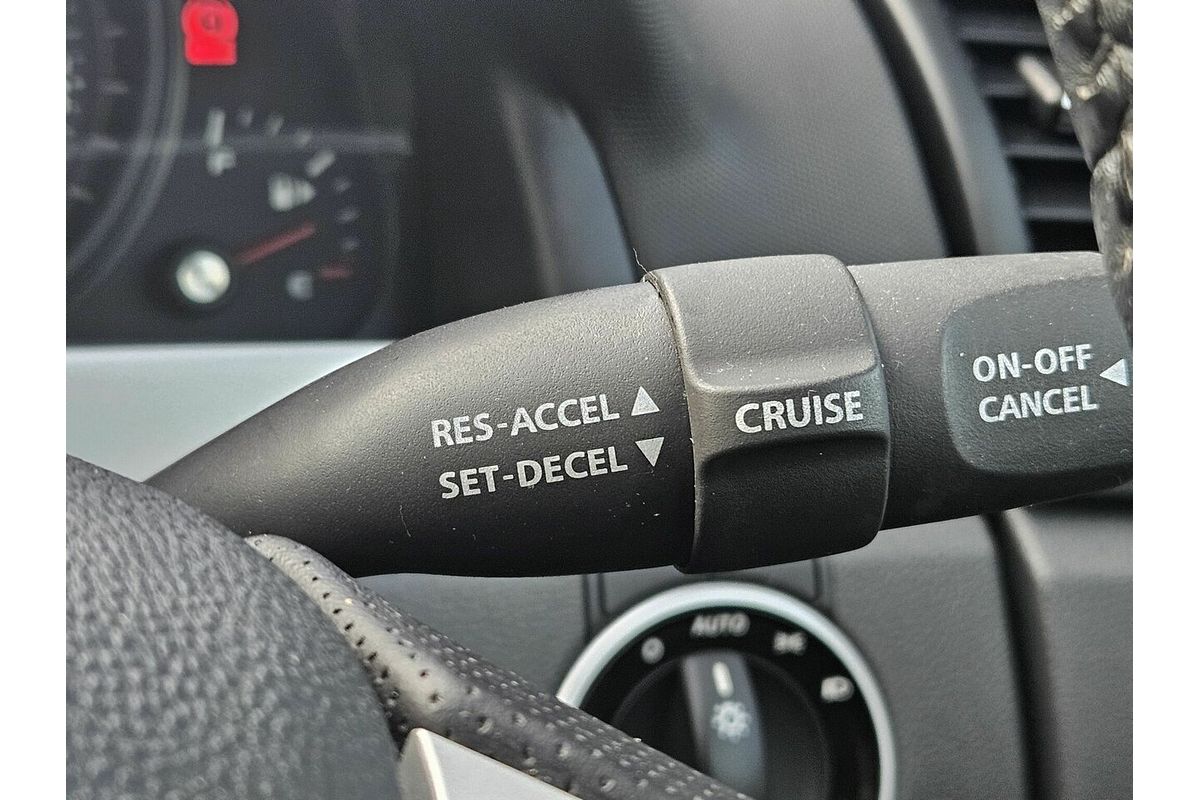 RES-ACCEL ▲
SET-DECEL ▼
CRUISE
ON-OFF
CANCEL ◀
AUTO